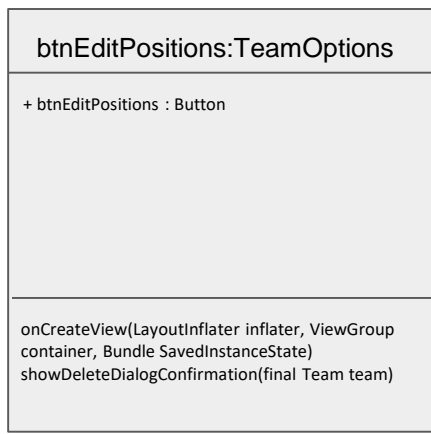 btnEditPositions:TeamOptions
+ btnEditPositions : Button
onCreateView(LayoutInflater inflater, ViewGroup
container, Bundle SavedInstanceState)
showDeleteDialogConfirmation(final Team team)